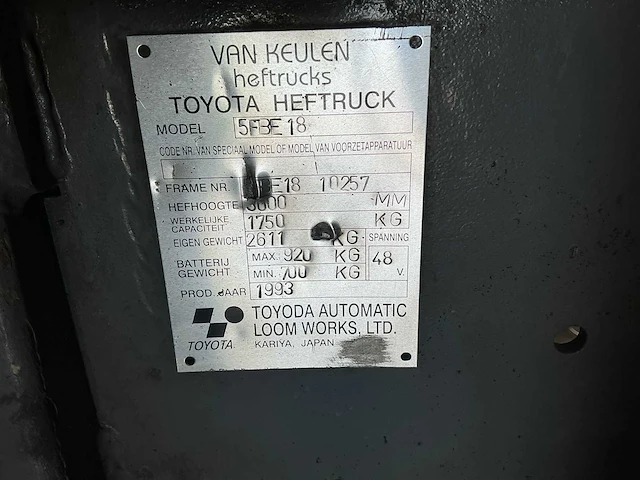 VAN KEULEN
heftrucks
TOYOTA HEFTRUCK
MODEL 5FBE18
CODE NR. VAN SPECIAAL MODEL OF MODEL VAN VOORZETAPPARATUUR
FRAME NR. BE18 10257
HEFHOOGTE 3000 MM
WERKELIJKE CAPACITEIT 1750 KG
EIGEN GEWICHT 2611 KG SPANNING
BATTERIJ GEWICHT MAX. 920 KG 48 V.
MIN. 700 KG
PROD. JAAR 1993
TOYODA AUTOMATIC
LOOM WORKS, LTD.
TOYOTA KARIYA, JAPAN